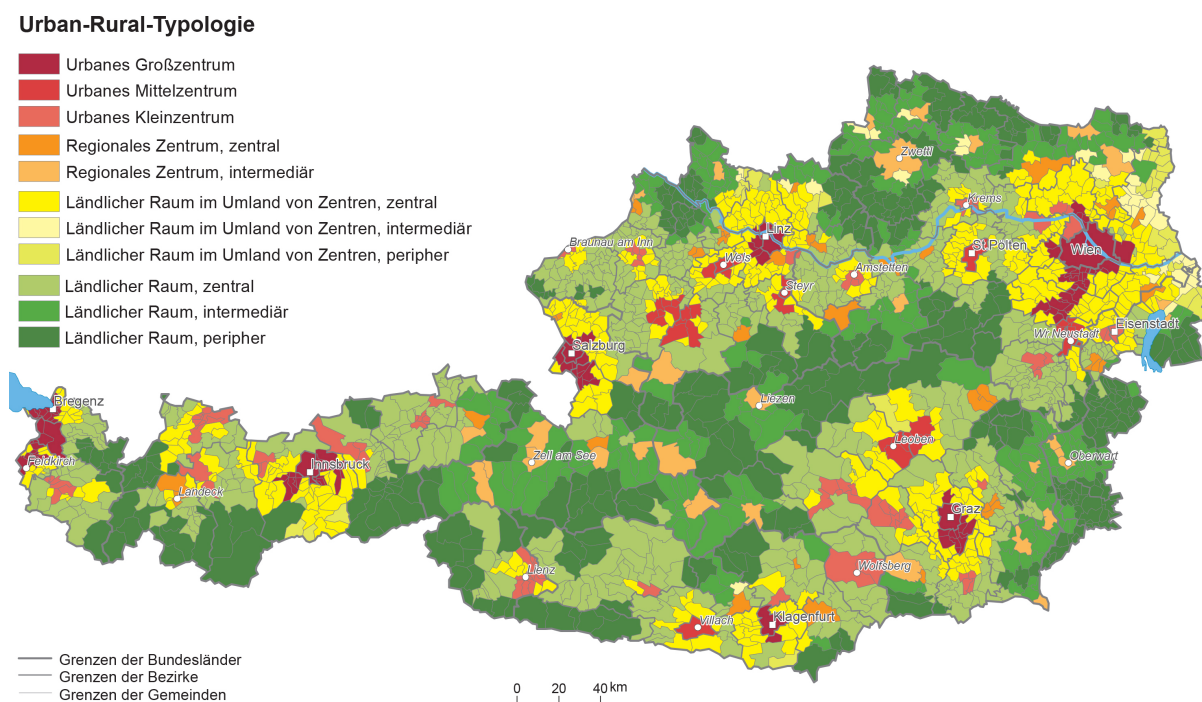 Urban-Rural-Typologie
Urbanes Großzentrum
Urbanes Mittelzentrum
Urbanes Kleinzentrum
Regionales Zentrum, zentral
Regionales Zentrum, intermediär
Ländlicher Raum im Umland von Zentren, zentral
Ländlicher Raum im Umland von Zentren, intermediär
Ländlicher Raum im Umland von Zentren, peripher
Ländlicher Raum, zentral
Ländlicher Raum, intermediär
Ländlicher Raum, peripher
Zwettl
Krems
Linz
Braunau am Inn
St.Pölten
Wien
Wels
Amstetten
Steyr
Eisenstadt
Wr.Neustadt
Salzburg
Liezen
Bregenz
Leoben
Feldkirch
Innsbruck
Zell am See
Oberwart
Landeck
Graz
Lienz
Wolfsberg
Villach
Klagenfurt
Grenzen der Bundesländer
Grenzen der Bezirke
Grenzen der Gemeinden
0 20 40 km